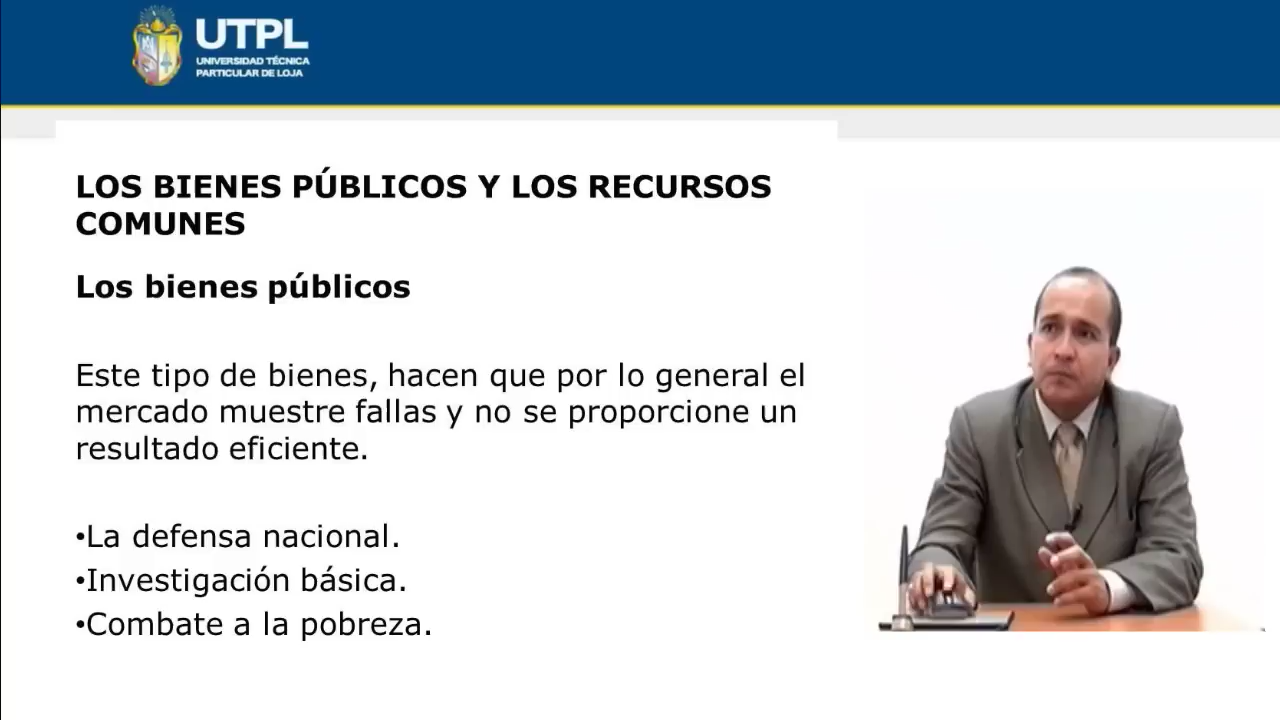 UTPL
UNIVERSIDAD TÉCNICA
PARTICULAR DE LOJA
LOS BIENES PÚBLICOS Y LOS RECURSOS
COMUNES
Los bienes públicos
Este tipo de bienes, hacen que por lo general el
mercado muestre fallas y no se proporcione un
resultado eficiente.
•La defensa nacional.
•Investigación básica.
•Combate a la pobreza.